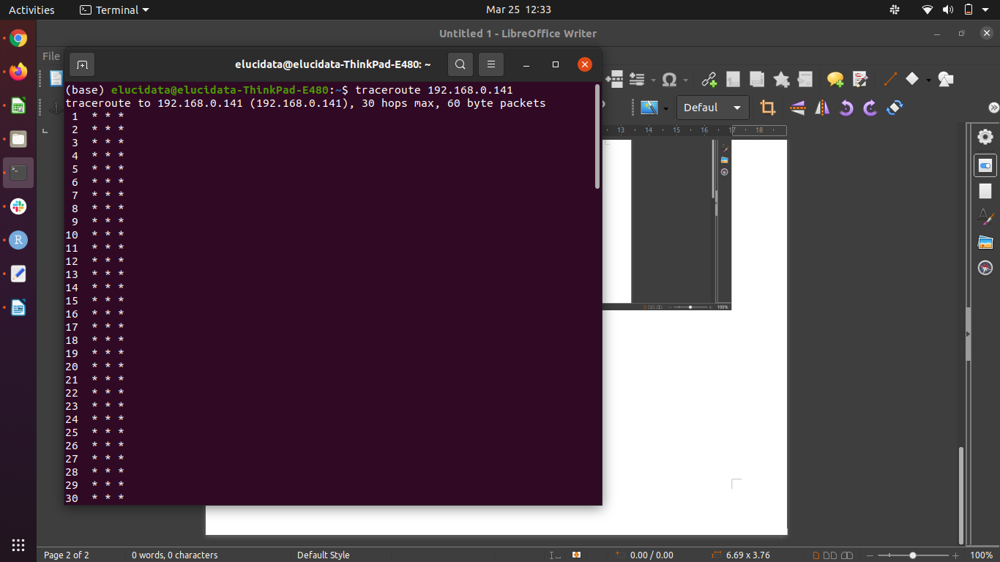 Activities
Terminal
Mar 25 12:33
Untitled 1 - LibreOffice Writer
File
elucidata@elucidata-ThinkPad-E480: ~
(base) elucidata@elucidata-ThinkPad-E480:~$ traceroute 192.168.0.141
traceroute to 192.168.0.141 (192.168.0.141), 30 hops max, 60 byte packets
1 * * *
2 * * *
3 * * *
4 * * *
5 * * *
6 * * *
7 * * *
8 * * *
9 * * *
10 * * *
11 * * *
12 * * *
13 * * *
14 * * *
15 * * *
16 * * *
17 * * *
18 * * *
19 * * *
20 * * *
21 * * *
22 * * *
23 * * *
24 * * *
25 * * *
26 * * *
27 * * *
28 * * *
29 * * *
30 * * *
Defaul
13 14 15 16 17 18
100%
Page 2 of 2
0 words, 0 characters
Default Style
0.00 / 0.00
6.69 x 3.76
100%